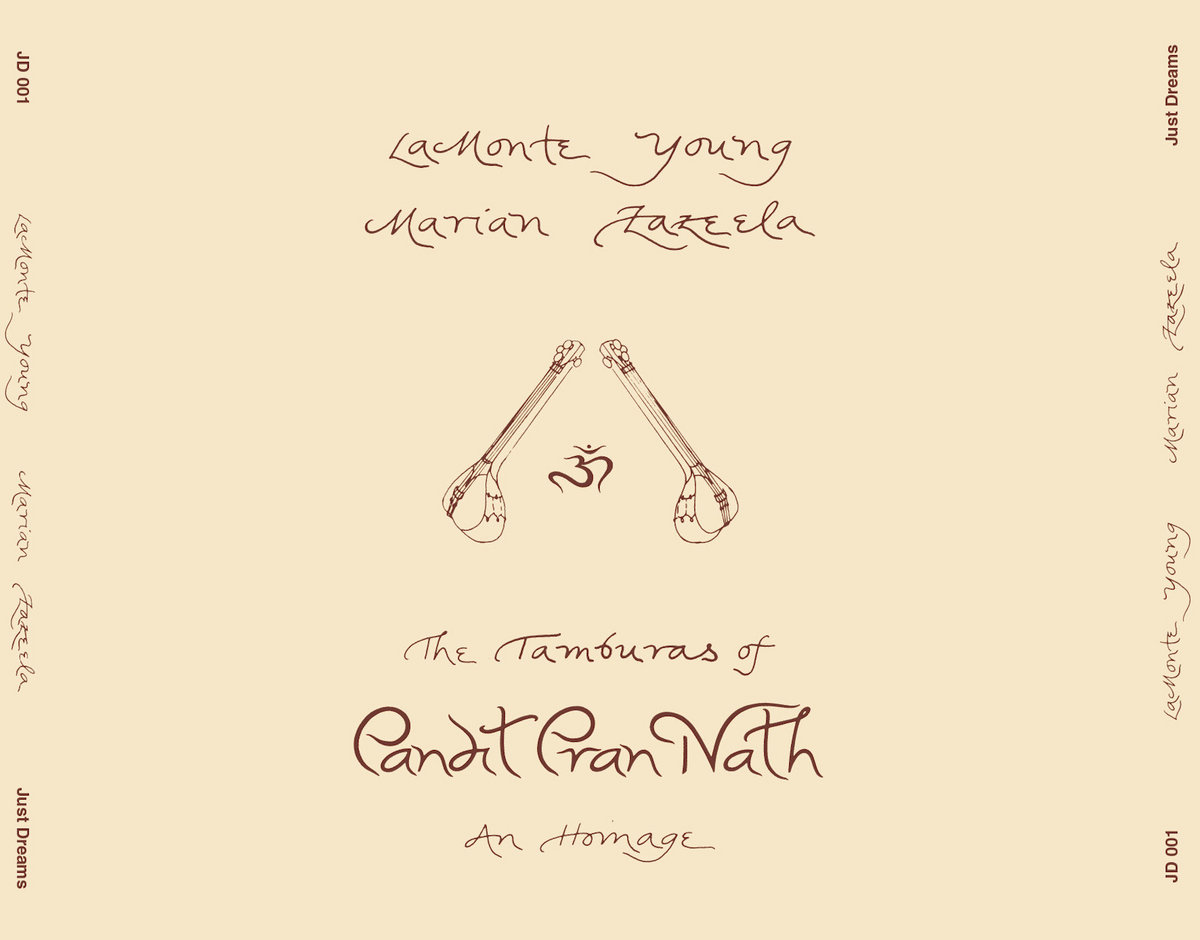 JD 001
LaMonte Young
Marian Zazeela
Just Dreams
LaMonte Young
Marian Zazeela
ॐ
The Tamburas of
Pandit Pran Nath
An Homage
Just Dreams
Marian Zazeela
LaMonte Young
JD 001